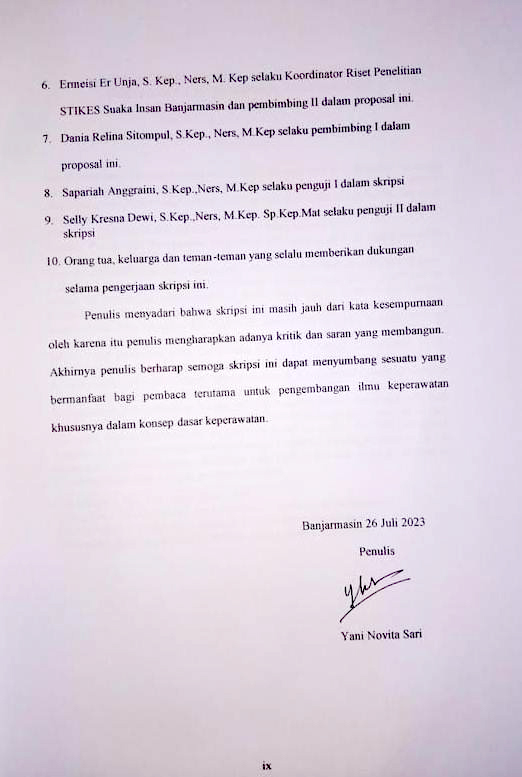 6. Ermeisi Er Unja, S. Kep., Ners, M. Kep selaku Koordinator Riset Penelitian
STIKES Suaka Insan Banjarmasin dan pembimbing II dalam proposal ini.
7. Dania Relina Sitompul, S.Kep., Ners, M.Kep selaku pembimbing I dalam
proposal ini.
8. Sapariah Anggraini, S.Kep.,Ners, M.Kep selaku penguji I dalam skripsi
9. Selly Kresna Dewi, S.Kep.,Ners, M.Kep. Sp.Kep.Mat selaku penguji II dalam
skripsi
10. Orang tua, keluarga dan teman-teman yang selalu memberikan dukungan
selama pengerjaan skripsi ini.
Penulis menyadari bahwa skripsi ini masih jauh dari kata kesempurnaan
oleh karena itu penulis mengharapkan adanya kritik dan saran yang membangun.
Akhirnya penulis berharap semoga skripsi ini dapat menyumbang sesuatu yang
bermanfaat bagi pembaca terutama untuk pengembangan ilmu keperawatan
khususnya dalam konsep dasar keperawatan.
Banjarmasin 26 Juli 2023
Penulis
Yani Novita Sari
ix